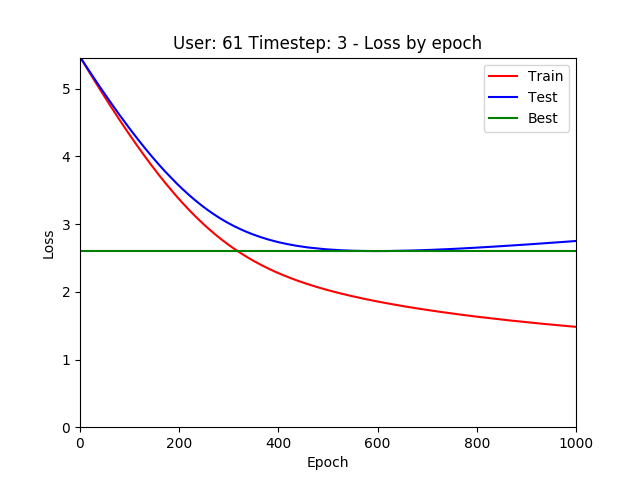 User: 61 Timestep: 3 - Loss by epoch
Train
Test
Best
5
4
3
2
1
0
Loss
0 200 400 600 800 1000
Epoch